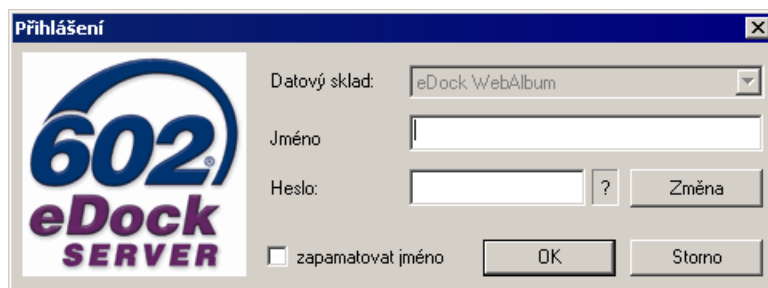 Přihlášení
602®
eDock
SERVER
Datový sklad: eDock WebAlbum
Jméno
Heslo: ? Změna
zapamatovat jméno OK Storno